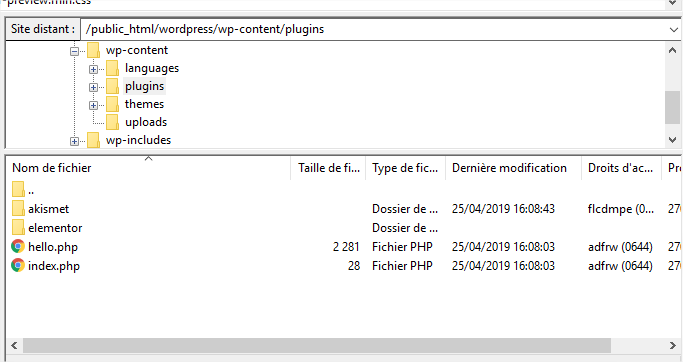 -preview.min.css
Site distant : /public_html/wordpress/wp-content/plugins
wp-content
languages
plugins
themes
uploads
wp-includes
Nom de fichier Taille de fi... Type de fic... Dernière modification Droits d'ac... Pr
..
akismet Dossier de ... 25/04/2019 16:08:43 flcdmpe (0... 27
elementor Dossier de ...
hello.php 2 281 Fichier PHP 25/04/2019 16:08:03 adfrw (0644) 27
index.php 28 Fichier PHP 25/04/2019 16:08:03 adfrw (0644) 27